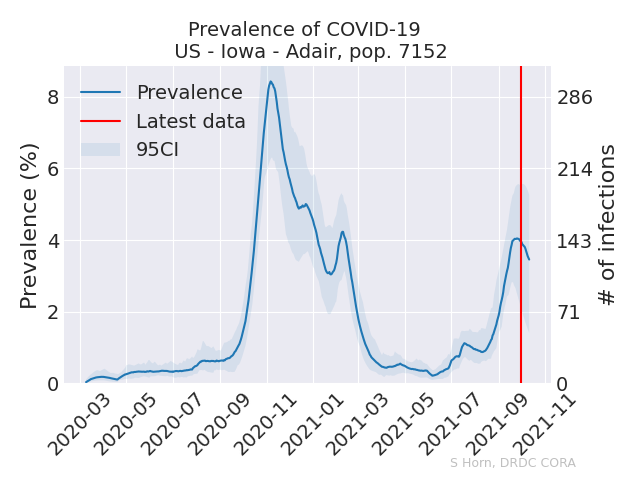 Prevalence of COVID-19
US - Iowa - Adair, pop. 7152
Prevalence (%)
8
6
4
2
0
Prevalence
Latest data
95CI
286
214
143
71
0
# of infections
2020-03
2020-05
2020-07
2020-09
2020-11
2021-01
2021-03
2021-05
2021-07
2021-09
2021-11
S Horn, DRDC CORA